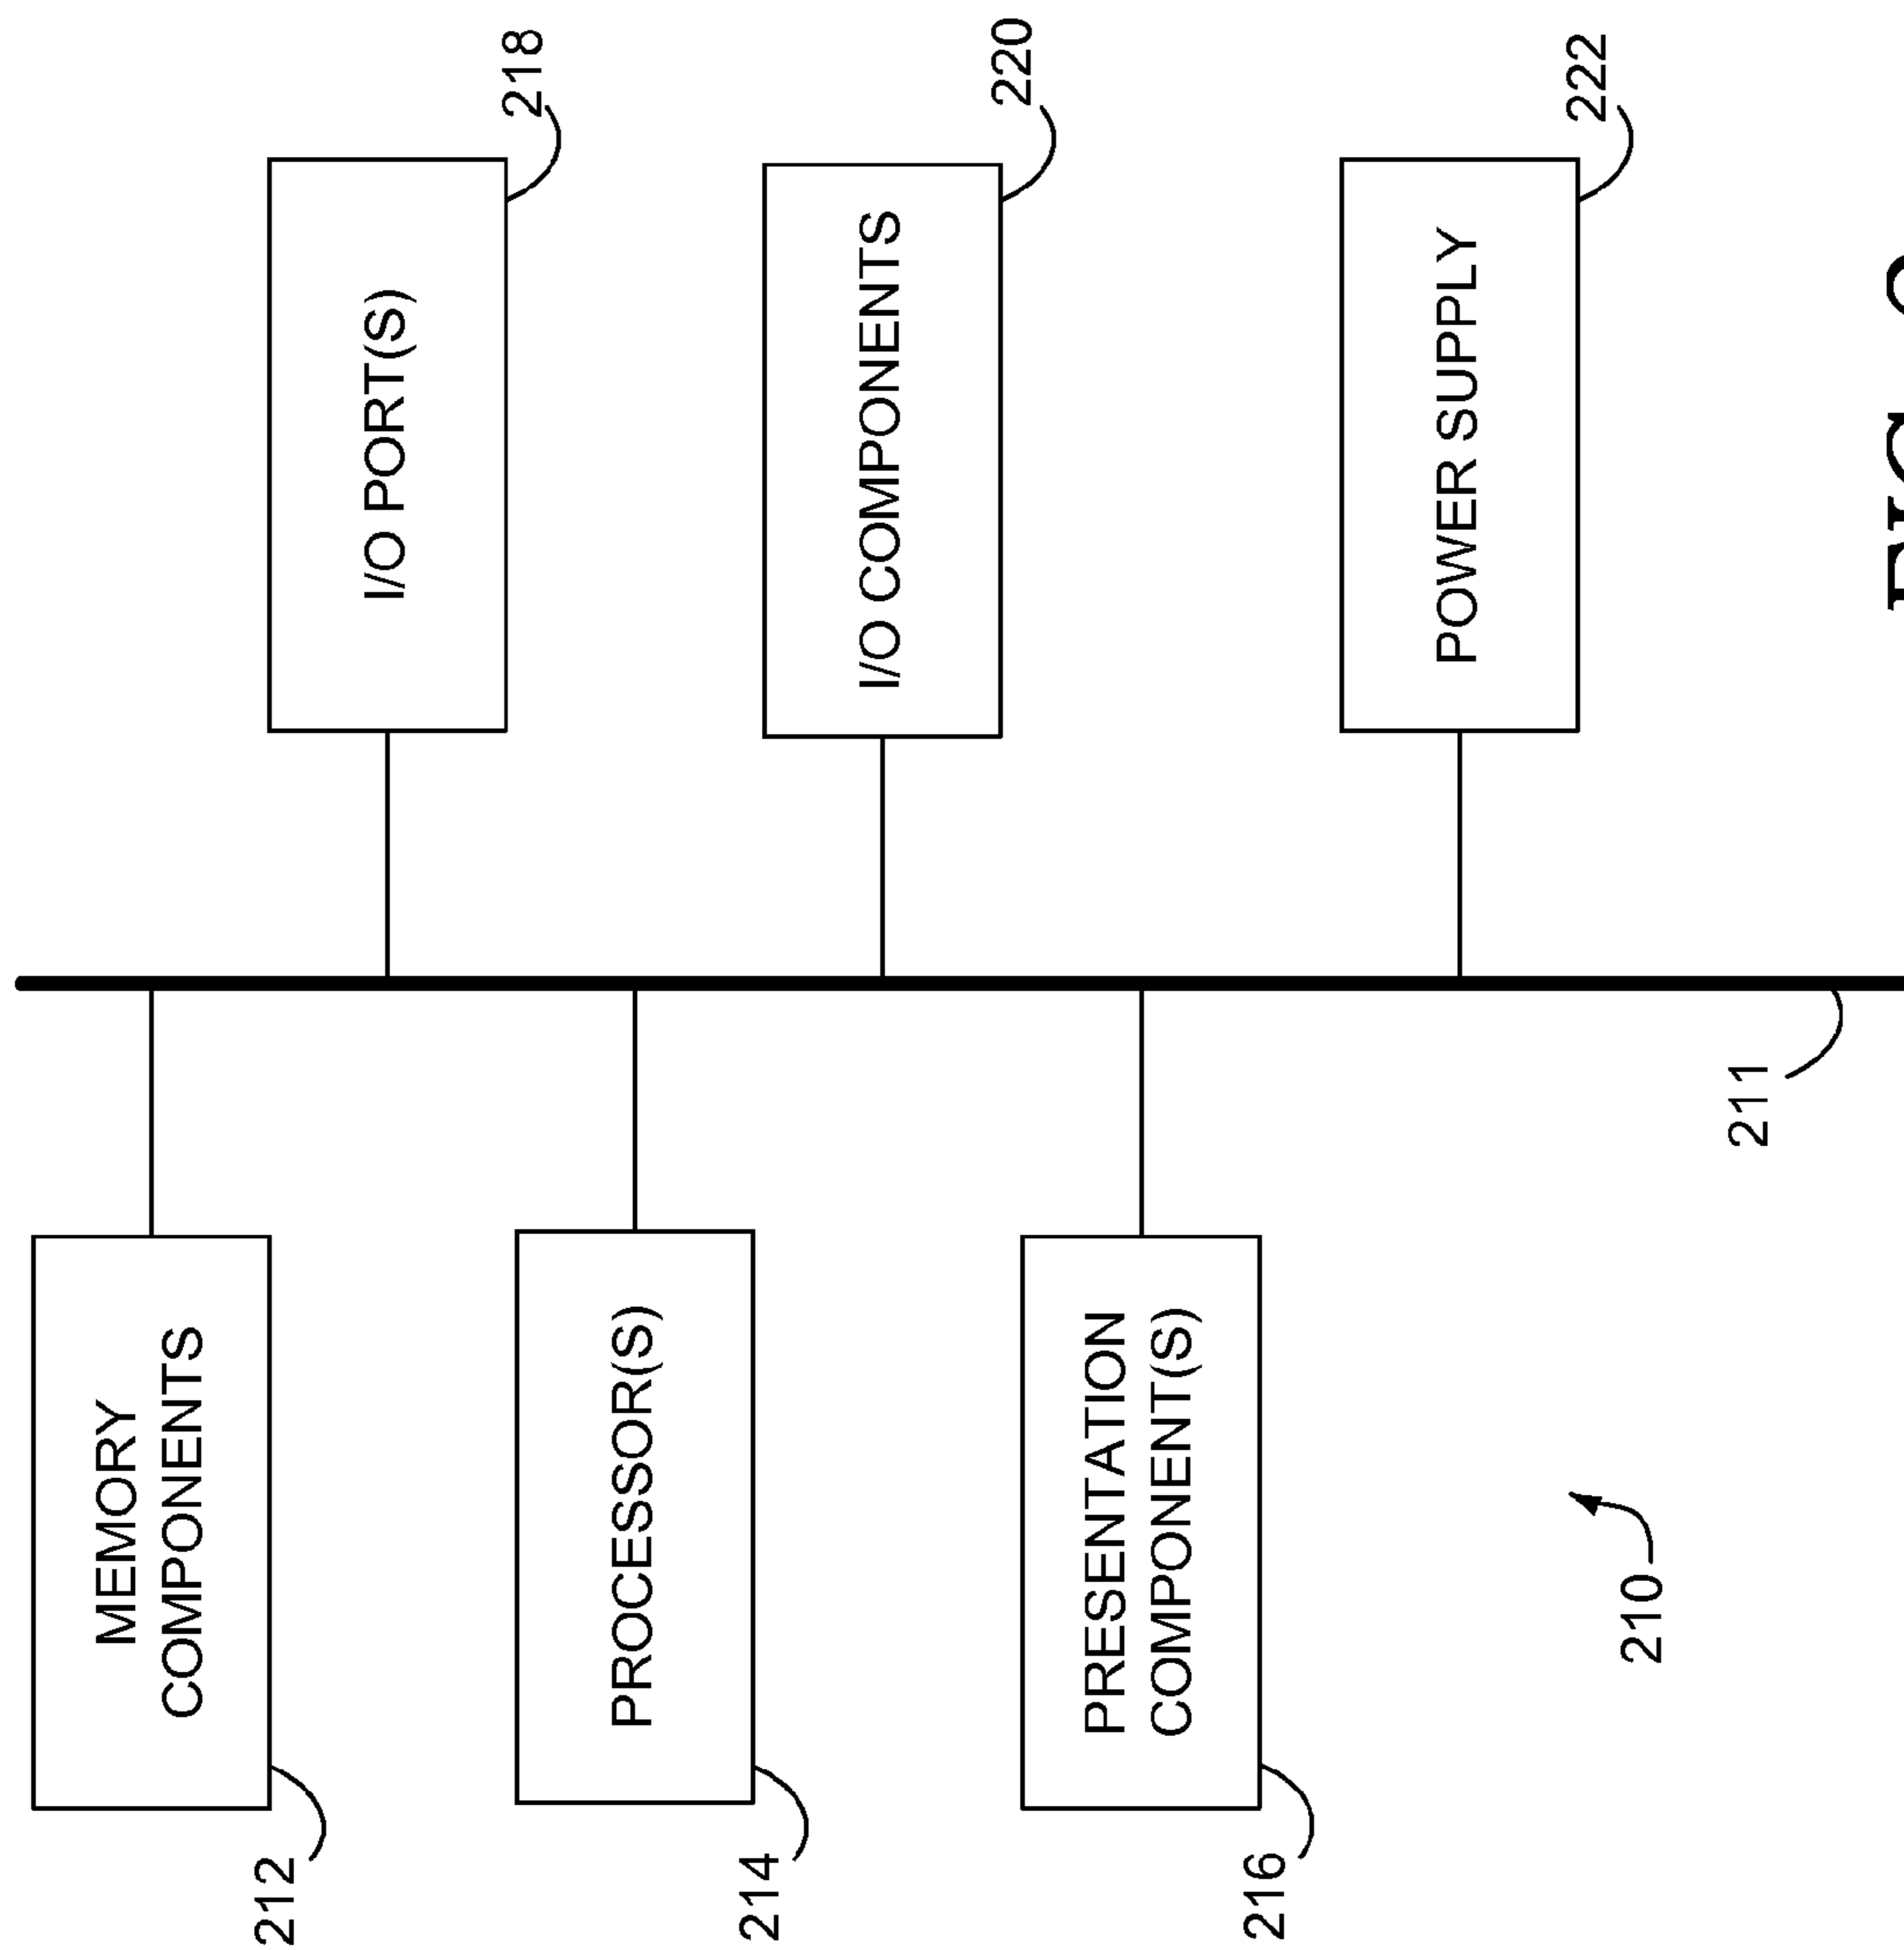 MEMORY
COMPONENTS
212
I/O PORT(S)
218
PROCESSOR(S)
214
I/O COMPONENTS
220
PRESENTATION
COMPONENT(S)
216
POWER SUPPLY
222
210
211